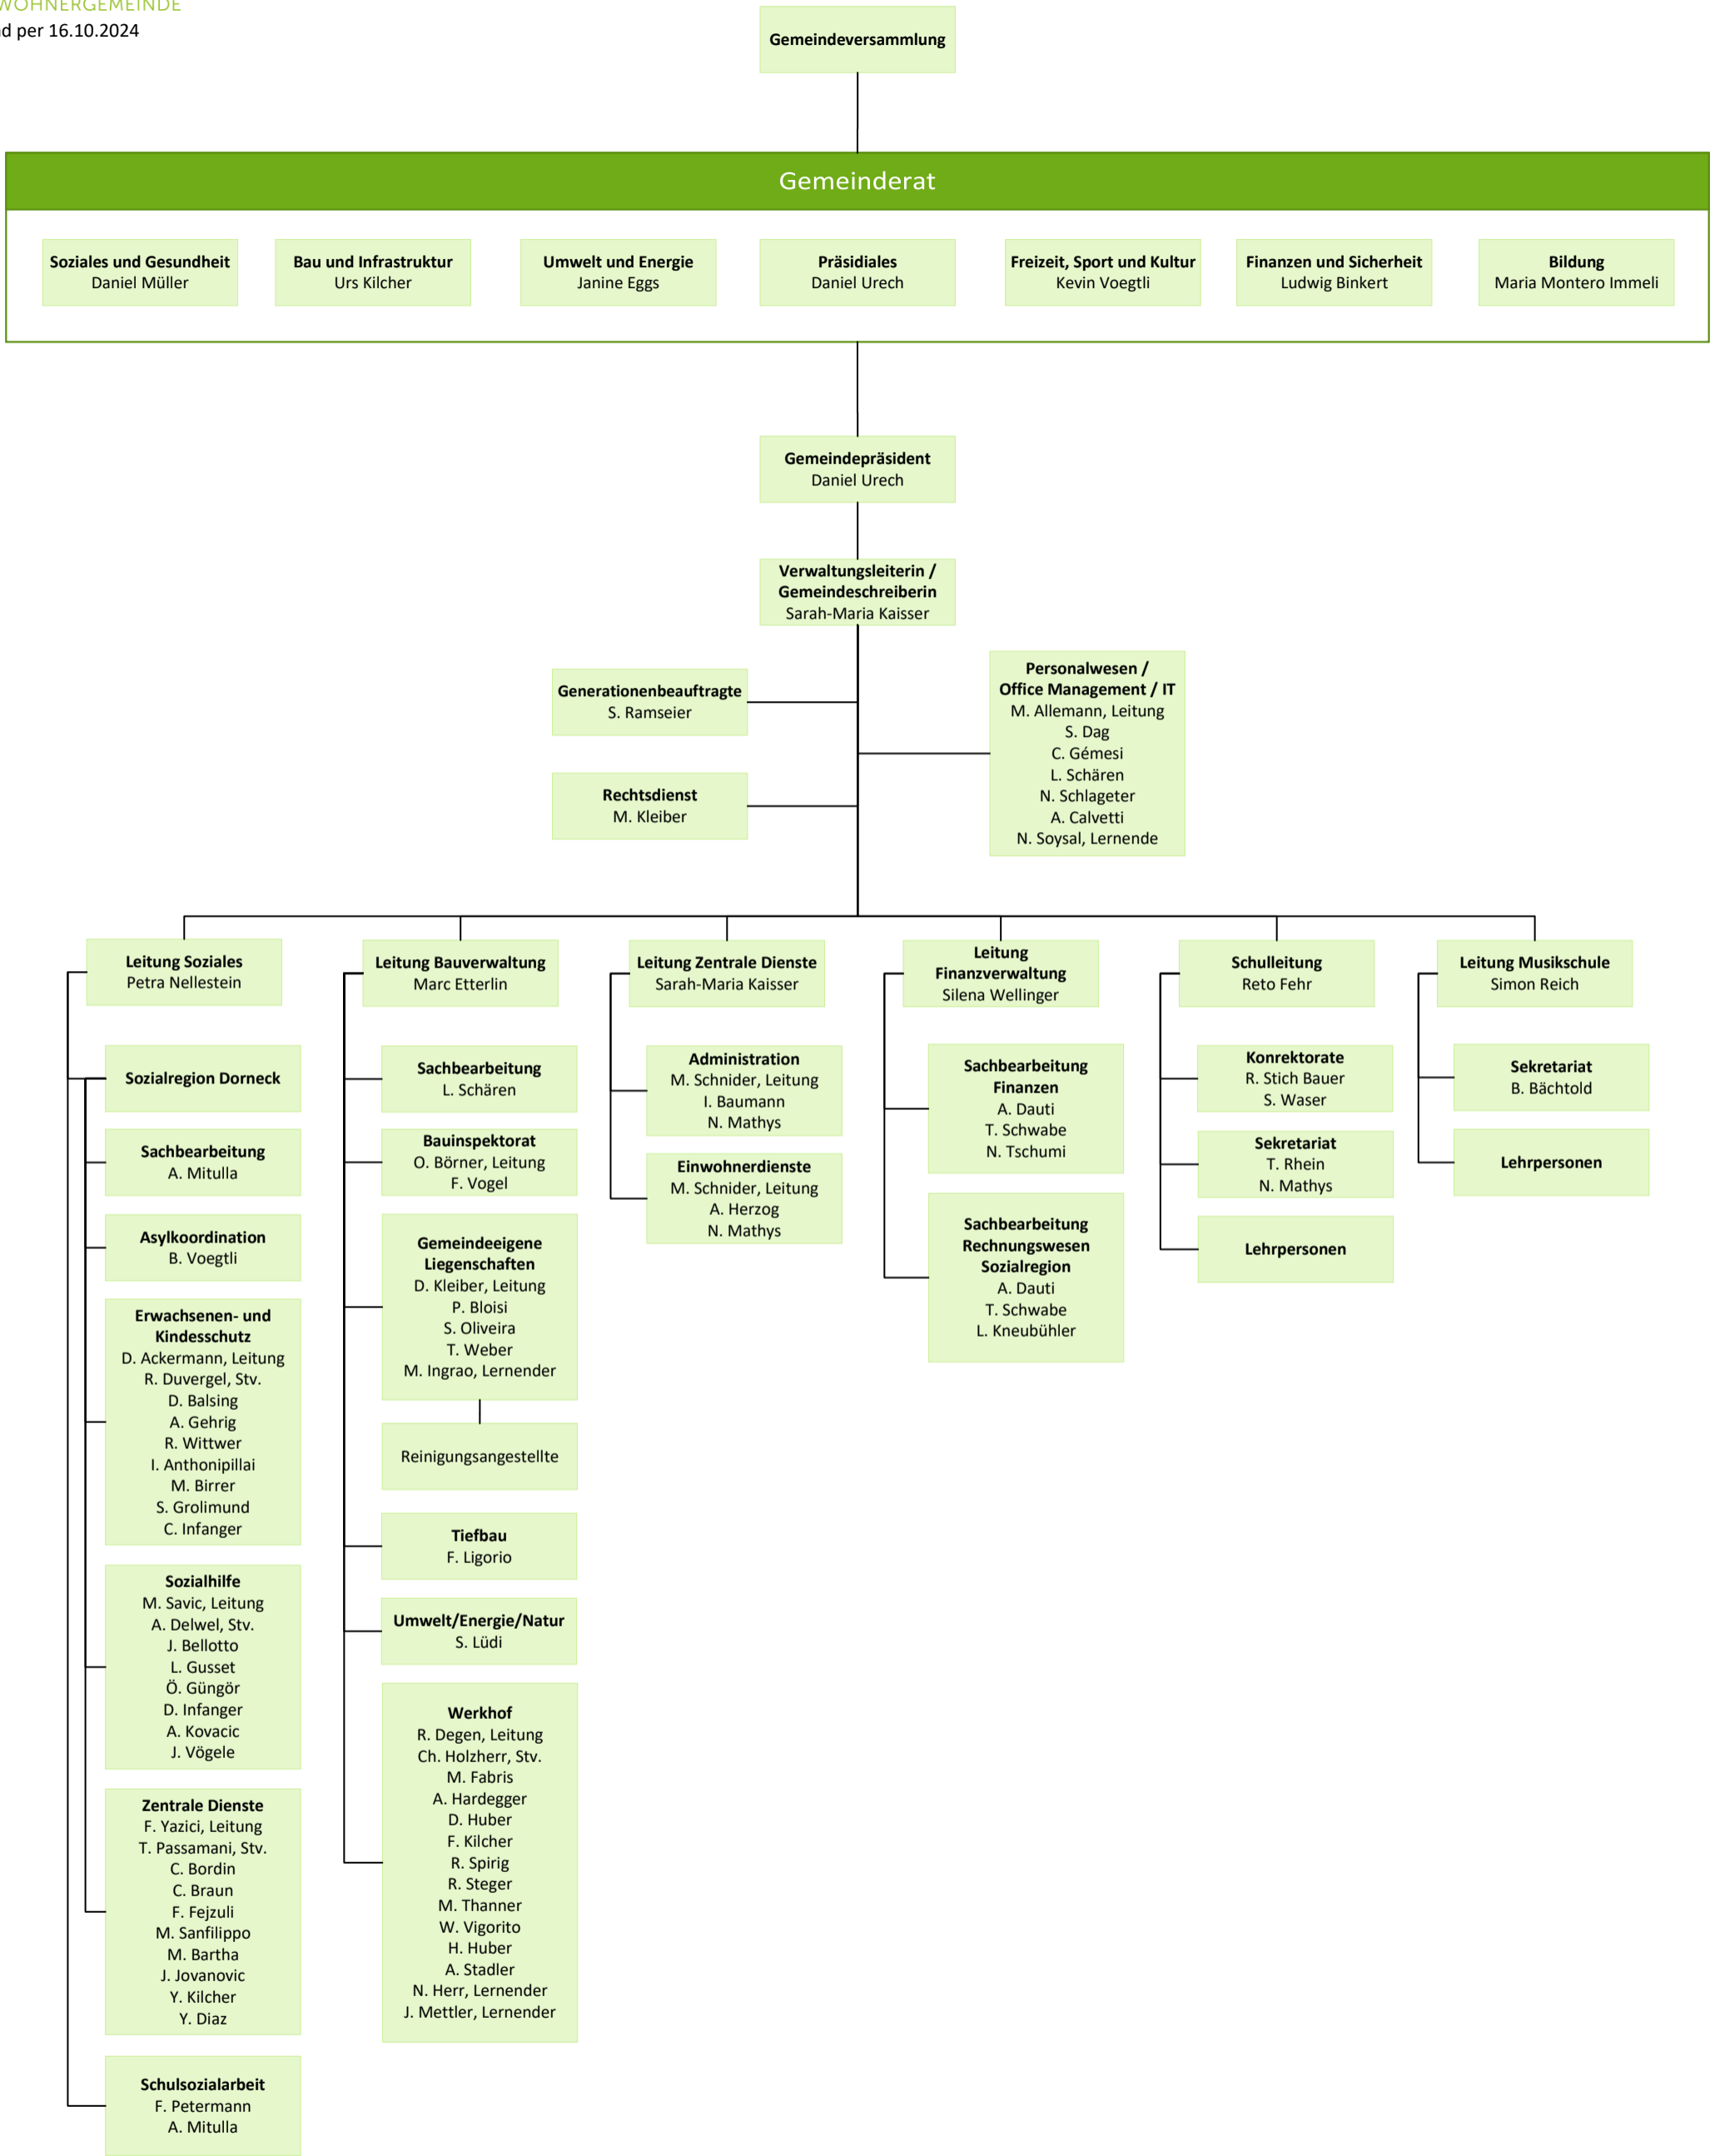 WOHNERGEMEINDE
d per 16.10.2024
Gemeindeversammlung
Gemeinderat
Soziales und Gesundheit
Daniel Müller
Bau und Infrastruktur
Urs Kilcher
Umwelt und Energie
Janine Eggs
Präsidiales
Daniel Urech
Freizeit, Sport und Kultur
Kevin Voegtli
Finanzen und Sicherheit
Ludwig Binkert
Bildung
Maria Montero Immeli
Gemeindepräsident
Daniel Urech
Verwaltungsleiterin /
Gemeindeschreiberin
Sarah-Maria Kaisser
Generationenbeauftragte
S. Ramseier
Rechtsdienst
M. Kleiber
Personalwesen /
Office Management / IT
M. Allemann, Leitung
S. Dag
C. Gémesi
L. Schären
N. Schlageter
A. Calvetti
N. Soysal, Lernende
Leitung Soziales
Petra Nellestein
Sozialregion Dorneck
Sachbearbeitung
A. Mitulla
Asylkoordination
B. Voegtli
Erwachsenen- und
Kindesschutz
D. Ackermann, Leitung
R. Duvergel, Stv.
D. Balsing
A. Gehrig
R. Wittwer
I. Anthonipillai
M. Birrer
S. Grolimund
C. Infanger
Sozialhilfe
M. Savic, Leitung
A. Delwel, Stv.
J. Bellotto
L. Gusset
Ö. Güngör
D. Infanger
A. Kovacic
J. Vögele
Zentrale Dienste
F. Yazici, Leitung
T. Passamani, Stv.
C. Bordin
C. Braun
F. Fejzuli
M. Sanfilippo
M. Bartha
J. Jovanovic
Y. Kilcher
Y. Diaz
Schulsozialarbeit
F. Petermann
A. Mitulla
Leitung Bauverwaltung
Marc Etterlin
Sachbearbeitung
L. Schären
Bauinspektorat
O. Börner, Leitung
F. Vogel
Gemeindeeigene
Liegenschaften
D. Kleiber, Leitung
P. Bloisi
S. Oliveira
T. Weber
M. Ingrao, Lernender
Reinigungsangestellte
Tiefbau
F. Ligorio
Umwelt/Energie/Natur
S. Lüdi
Werkhof
R. Degen, Leitung
Ch. Holzherr, Stv.
M. Fabris
A. Hardegger
D. Huber
F. Kilcher
R. Spirig
R. Steger
M. Thanner
W. Vigorito
H. Huber
A. Stadler
N. Herr, Lernender
J. Mettler, Lernender
Leitung Zentrale Dienste
Sarah-Maria Kaisser
Administration
M. Schnider, Leitung
I. Baumann
N. Mathys
Einwohnerdienste
M. Schnider, Leitung
A. Herzog
N. Mathys
Leitung
Finanzverwaltung
Silena Wellinger
Sachbearbeitung
Finanzen
A. Dauti
T. Schwabe
N. Tschumi
Sachbearbeitung
Rechnungswesen
Sozialregion
A. Dauti
T. Schwabe
L. Kneubühler
Schulleitung
Reto Fehr
Konrektorate
R. Stich Bauer
S. Waser
Sekretariat
T. Rhein
N. Mathys
Lehrpersonen
Leitung Musikschule
Simon Reich
Sekretariat
B. Bächtold
Lehrpersonen